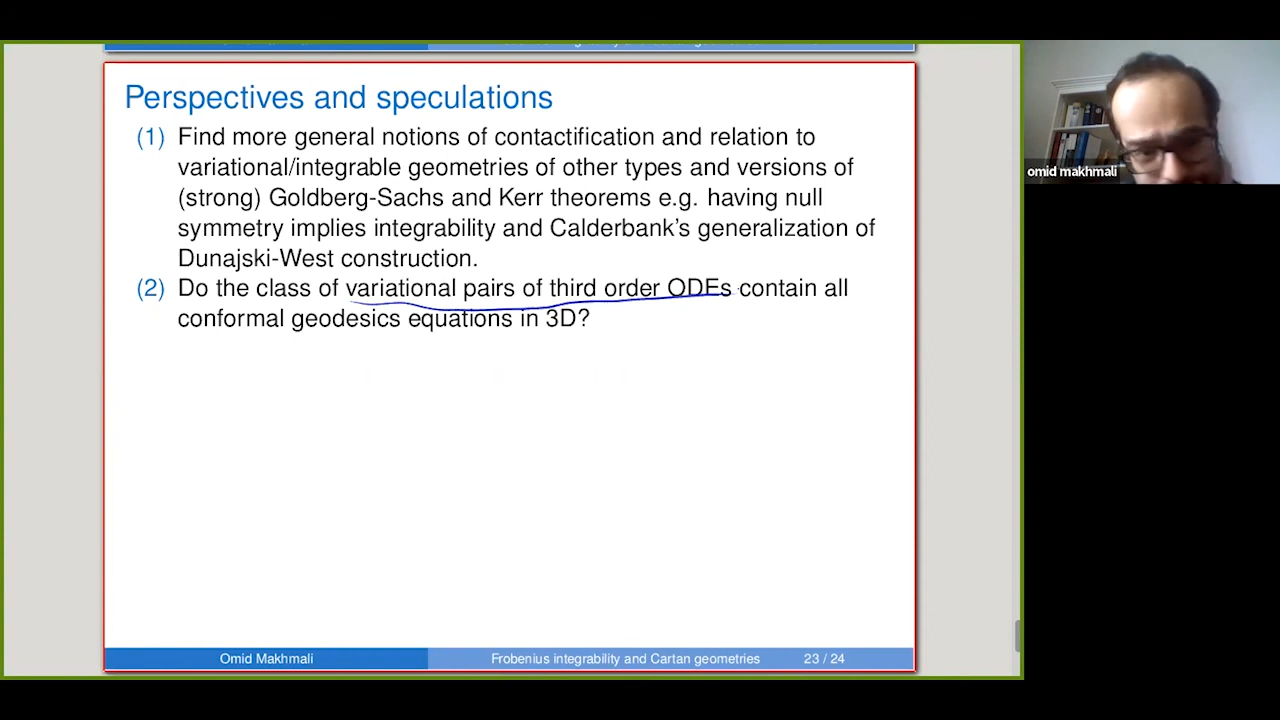 Perspectives and speculations
(1) Find more general notions of contactification and relation to
variational/integrable geometries of other types and versions of
(strong) Goldberg-Sachs and Kerr theorems e.g. having null
symmetry implies integrability and Calderbank's generalization of
Dunajski-West construction.
(2) Do the class of variational pairs of third order ODEs contain all
conformal geodesics equations in 3D?
omid makhmali
Omid Makhmali
Frobenius integrability and Cartan geometries 23 / 24